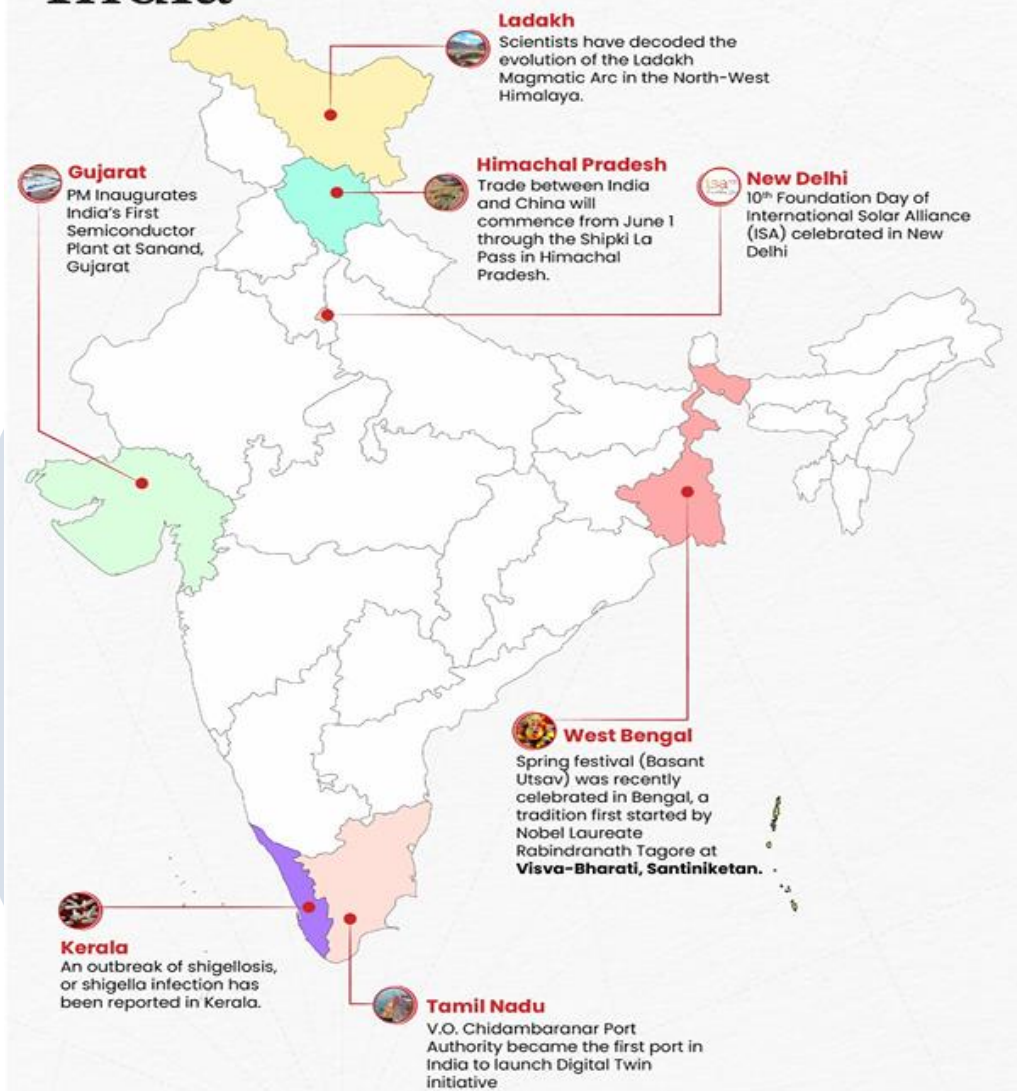 India
Ladakh
Scientists have decoded the
evolution of the Ladakh
Magmatic Arc in the North-West
Himalaya.
Gujarat
PM Inaugurates
India's First
Semiconductor
Plant at Sanand,
Gujarat
Himachal Pradesh
Trade between India
and China will
commence from June 1
through the Shipki La
Pass in Himachal
Pradesh.
New Delhi
10th Foundation Day of
International Solar Alliance
(ISA) celebrated in New
Delhi
West Bengal
Spring festival (Basant
Utsav) was recently
celebrated in Bengal, a
tradition first started by
Nobel Laureate
Rabindranath Tagore at
Visva-Bharati, Santiniketan.
Kerala
An outbreak of shigellosis,
or shigella infection has
been reported in Kerala.
Tamil Nadu
V.O. Chidambaranar Port
Authority became the first port in
India to launch Digital Twin
initiative